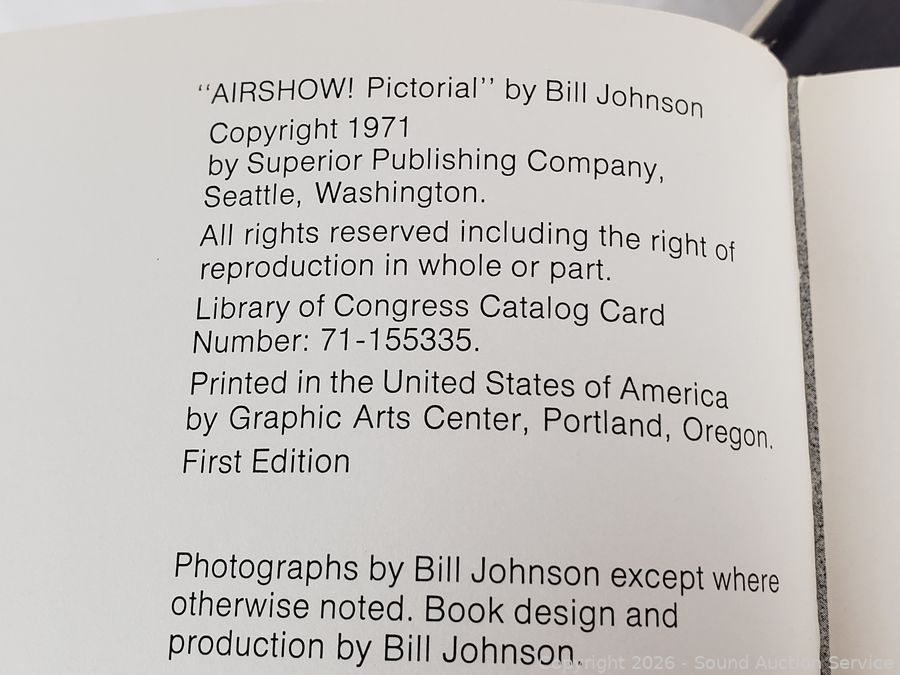 “AIRSHOW! Pictorial” by Bill Johnson
Copyright 1971
by Superior Publishing Company,
Seattle, Washington.
All rights reserved including the right of
reproduction in whole or part.
Library of Congress Catalog Card
Number: 71-155335.
Printed in the United States of America
by Graphic Arts Center, Portland, Oregon.
First Edition
Photographs by Bill Johnson except where
otherwise noted. Book design and
production by Bill Johnson.
Copyright 2026 - Sound Auction Service